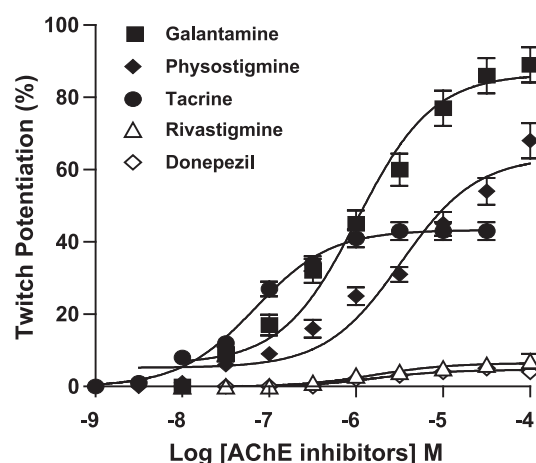 100
80
60
40
20
0
Twitch Potentiation (%)
Galantamine
Physostigmine
Tacrine
Rivastigmine
Donepezil
-9 -8 -7 -6 -5 -4
Log [AChE inhibitors] M